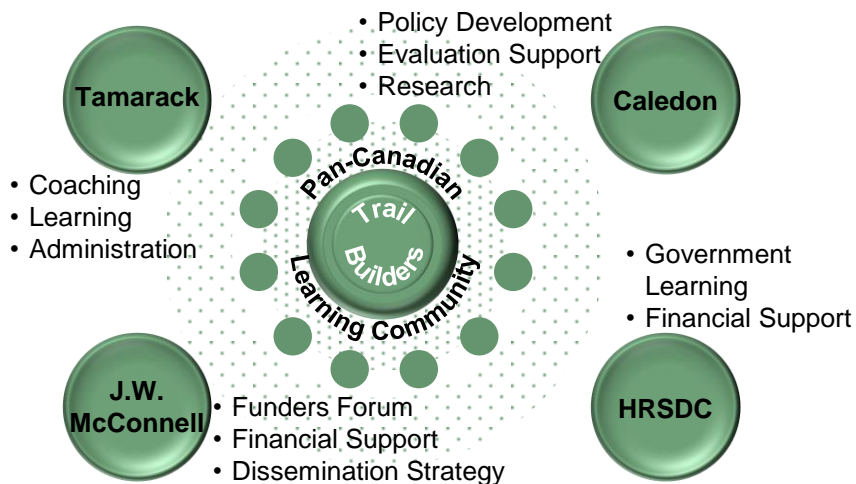 • Policy Development
• Evaluation Support
• Research
Tamarack
Caledon
Pan-Canadian
Trail
Builders
Learning Community
• Coaching
• Learning
• Administration
• Government
Learning
• Financial Support
J.W.
McConnell
• Funders Forum
• Financial Support
• Dissemination Strategy
HRSDC